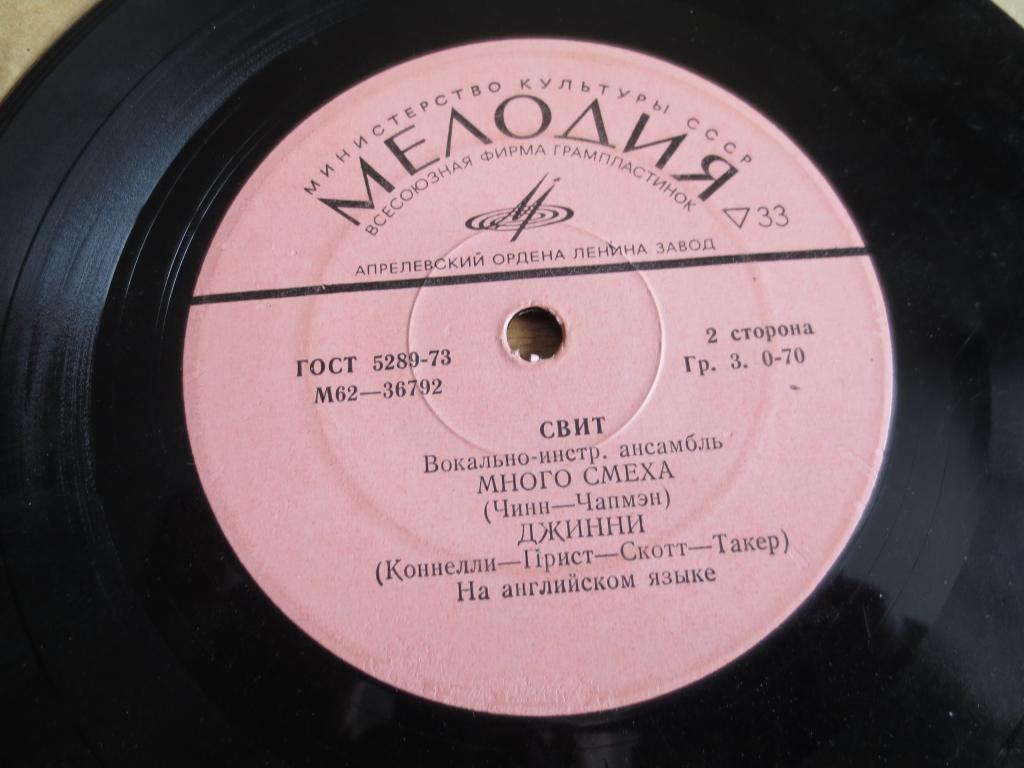 МИНИСТЕРСТВО КУЛЬТУРЫ СССР
МЕЛОДИЯ
ВСЕСОЮЗНАЯ ФИРМА ГРАМПЛАСТИНОК
33
АПРЕЛЕВСКИЙ ОРДЕНА ЛЕНИНА ЗАВОД
ГОСТ 5289-73
М62—36792
2 сторона
Гр. 3. 0-70
СВИТ
Вокально-инстр. ансамбль
МНОГО СМЕХА
(Чинн—Чапмэн)
ДЖИННИ
(Коннелли—Прист—Скотт—Такер)
На английском языке